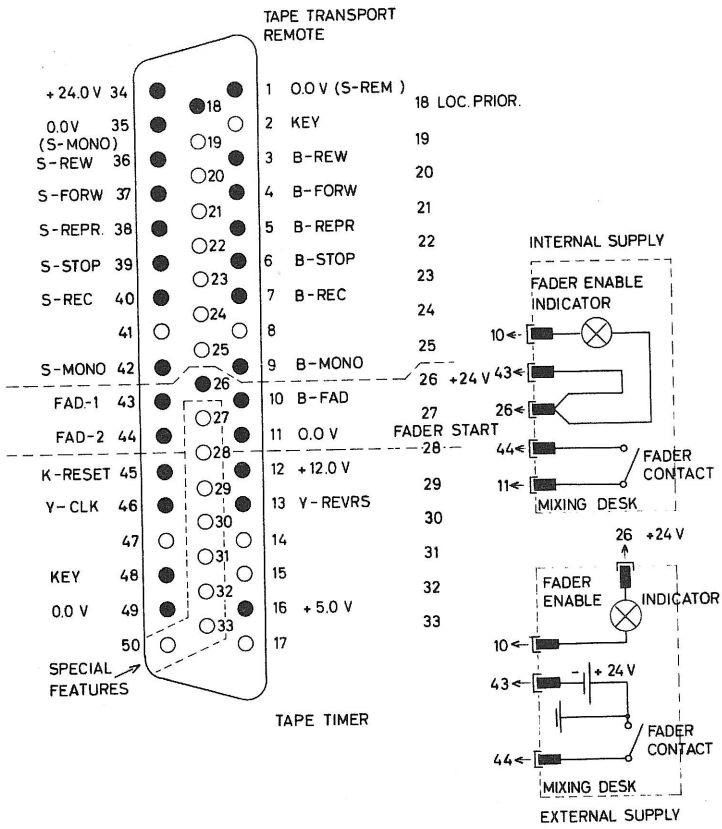 TAPE TRANSPORT
REMOTE
+24.0 V 34
1 0.0 V (S-REM)
18
18 LOC. PRIOR.
0.0V 35
(S-MONO)
2 KEY
19
19
S-REW 36
3 B-REW
20
20
S-FORW 37
4 B-FORW
21
21
S-REPR. 38
5 B-REPR
22
22
S-STOP 39
6 B-STOP
23
23
S-REC 40
7 B-REC
24
24
41
8
25
25
S-MONO 42
9 B-MONO
26
26 +24 V
FAD.-1 43
10 B-FAD
27
27
FAD-2 44
11 0.0 V
FADER START
28
28
K-RESET 45
12 +12.0 V
29
29
Y-CLK 46
13 Y-REVRS
30
30
47
14
31
31
KEY 48
15
32
32
0.0 V 49
16 +5.0 V
33
33
50
17
SPECIAL
FEATURES
TAPE TIMER
INTERNAL SUPPLY
FADER ENABLE
INDICATOR
10
43
26
44
FADER
CONTACT
11
MIXING DESK
26 +24 V
FADER
ENABLE
INDICATOR
10
43
- + 24 V
FADER
CONTACT
44
MIXING DESK
EXTERNAL SUPPLY